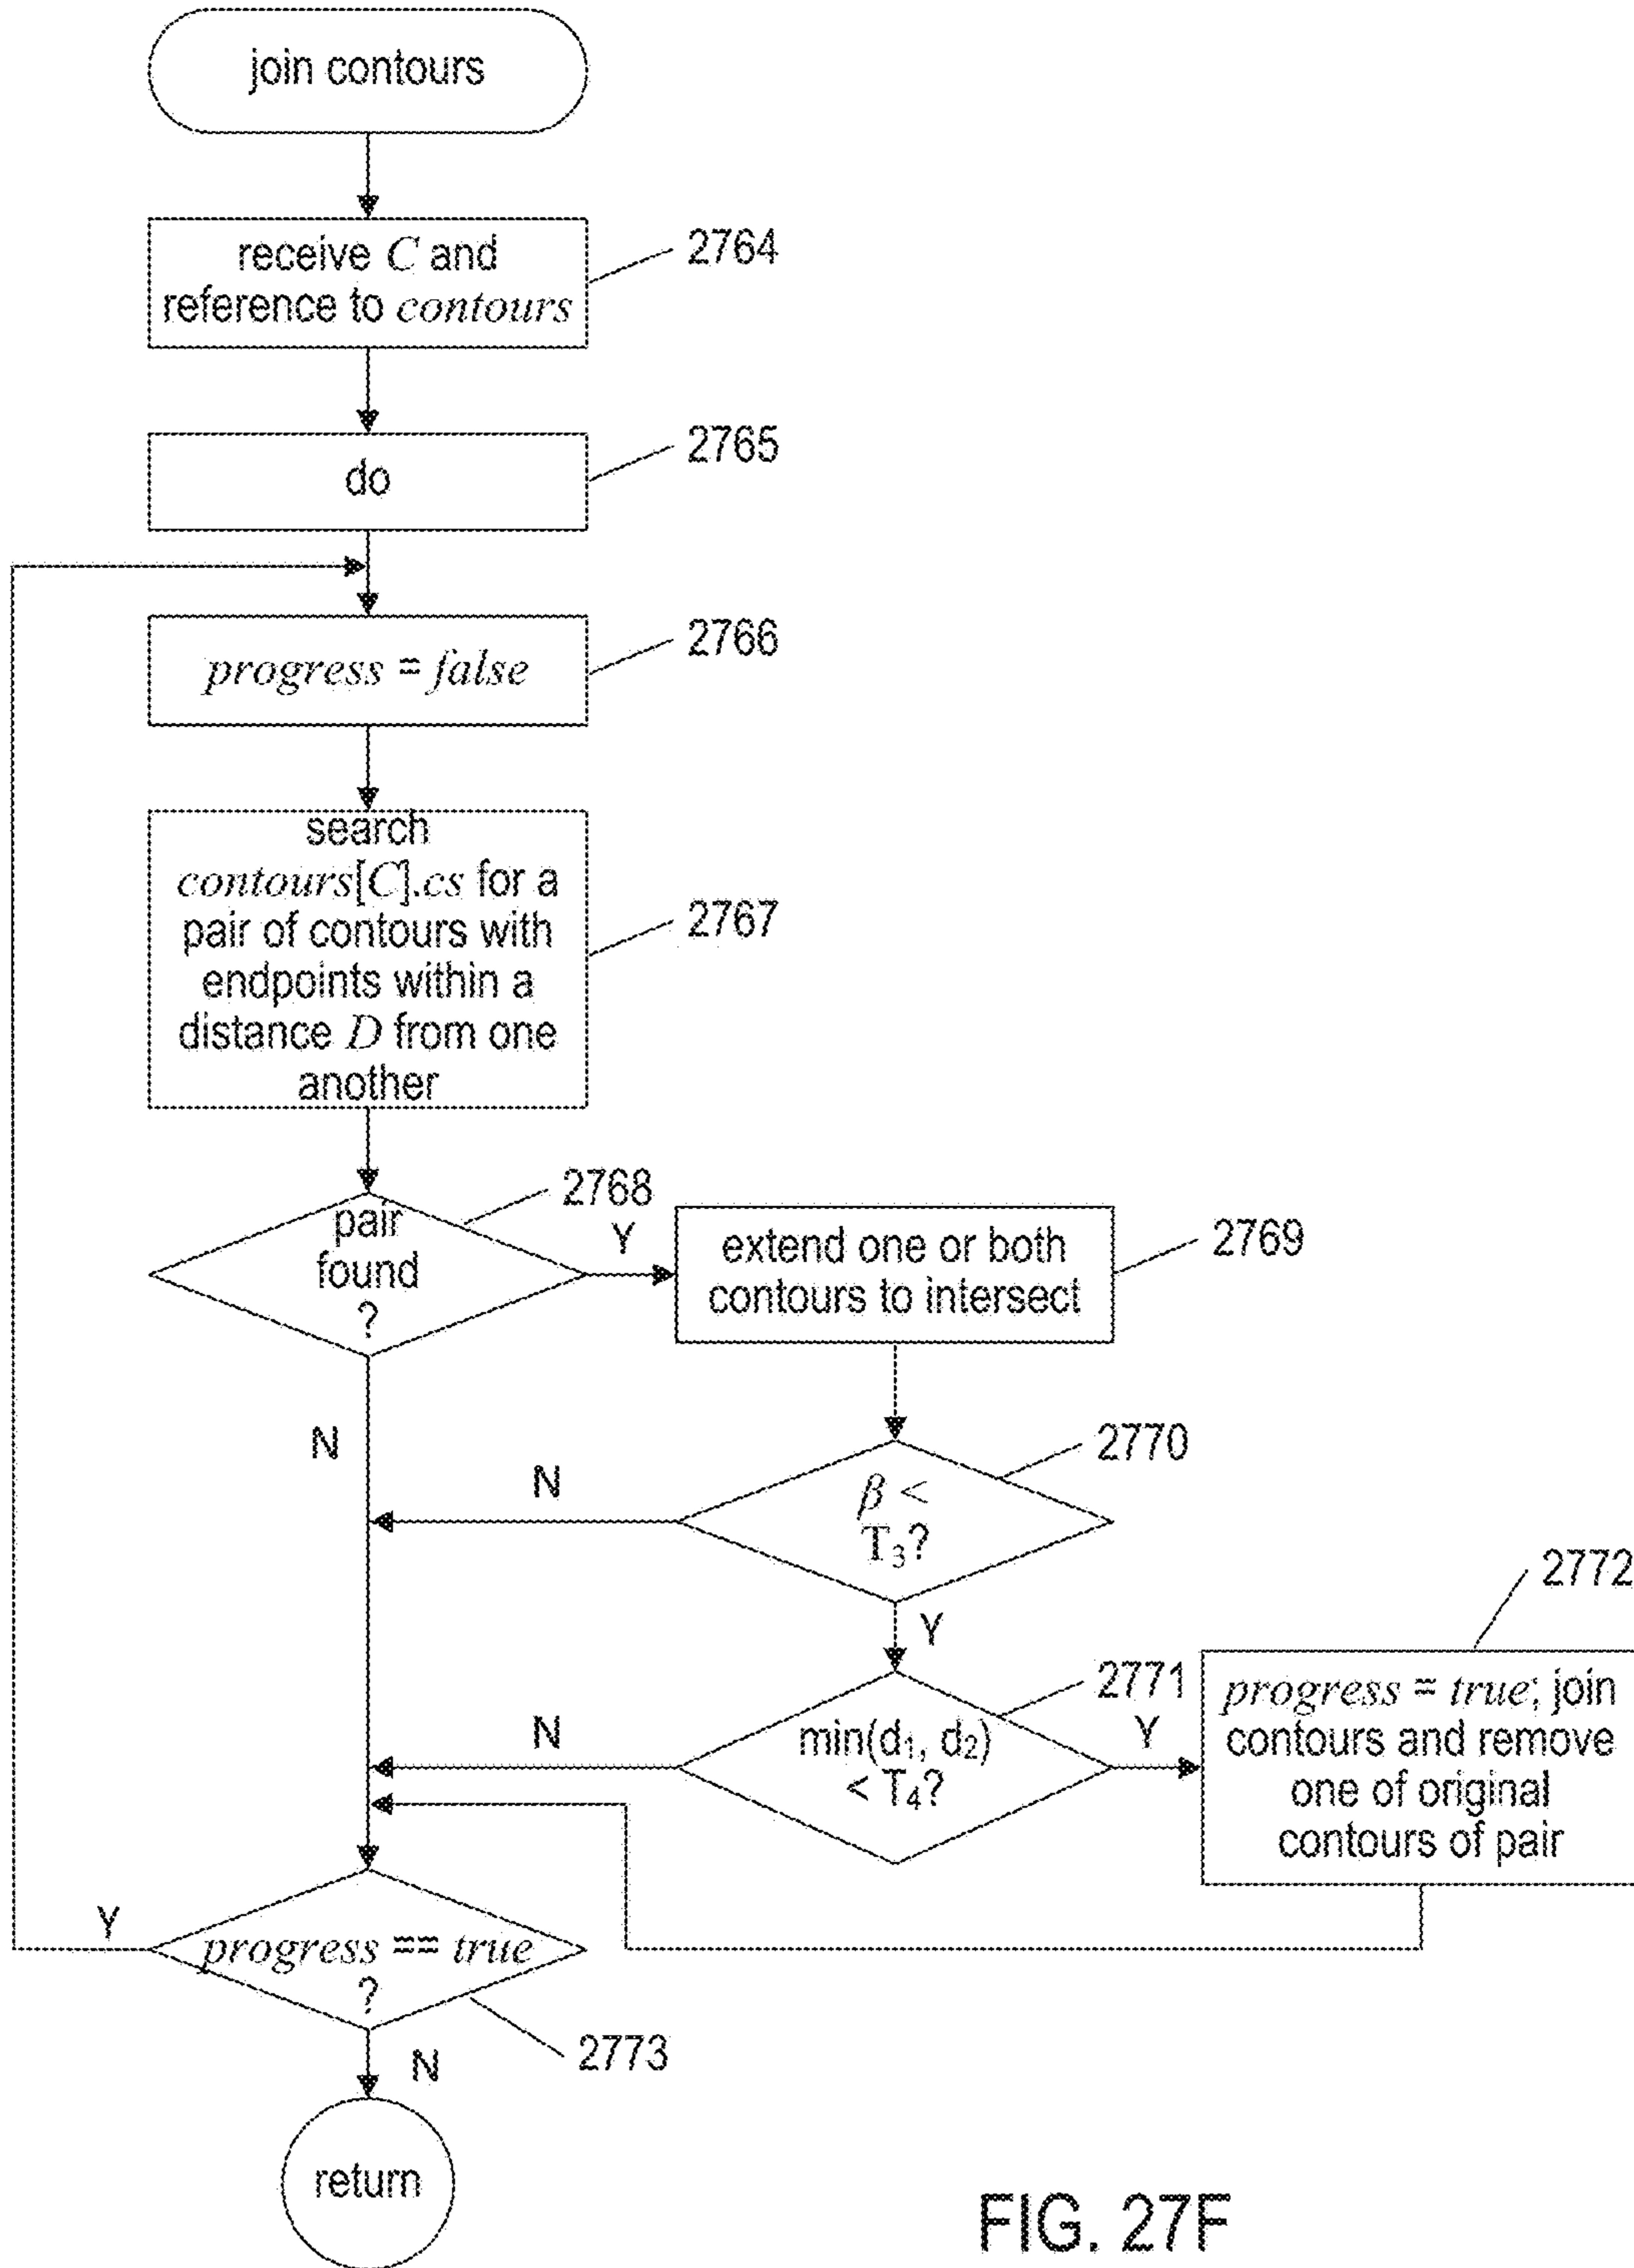 join contours
receive C and
reference to contours
2764
do
2765
progress = false
2766
search
contours[C].cs for a
pair of contours with
endpoints within a
distance D from one
another
2767
pair
found
?
2768
Y
N
extend one or both
contours to intersect
2769
β <
T₃?
2770
N
Y
min(d₁, d₂)
< T₄?
2771
N
Y
progress = true; join
contours and remove
one of original
contours of pair
2772
progress == true
?
2773
Y
N
return
FIG. 27F